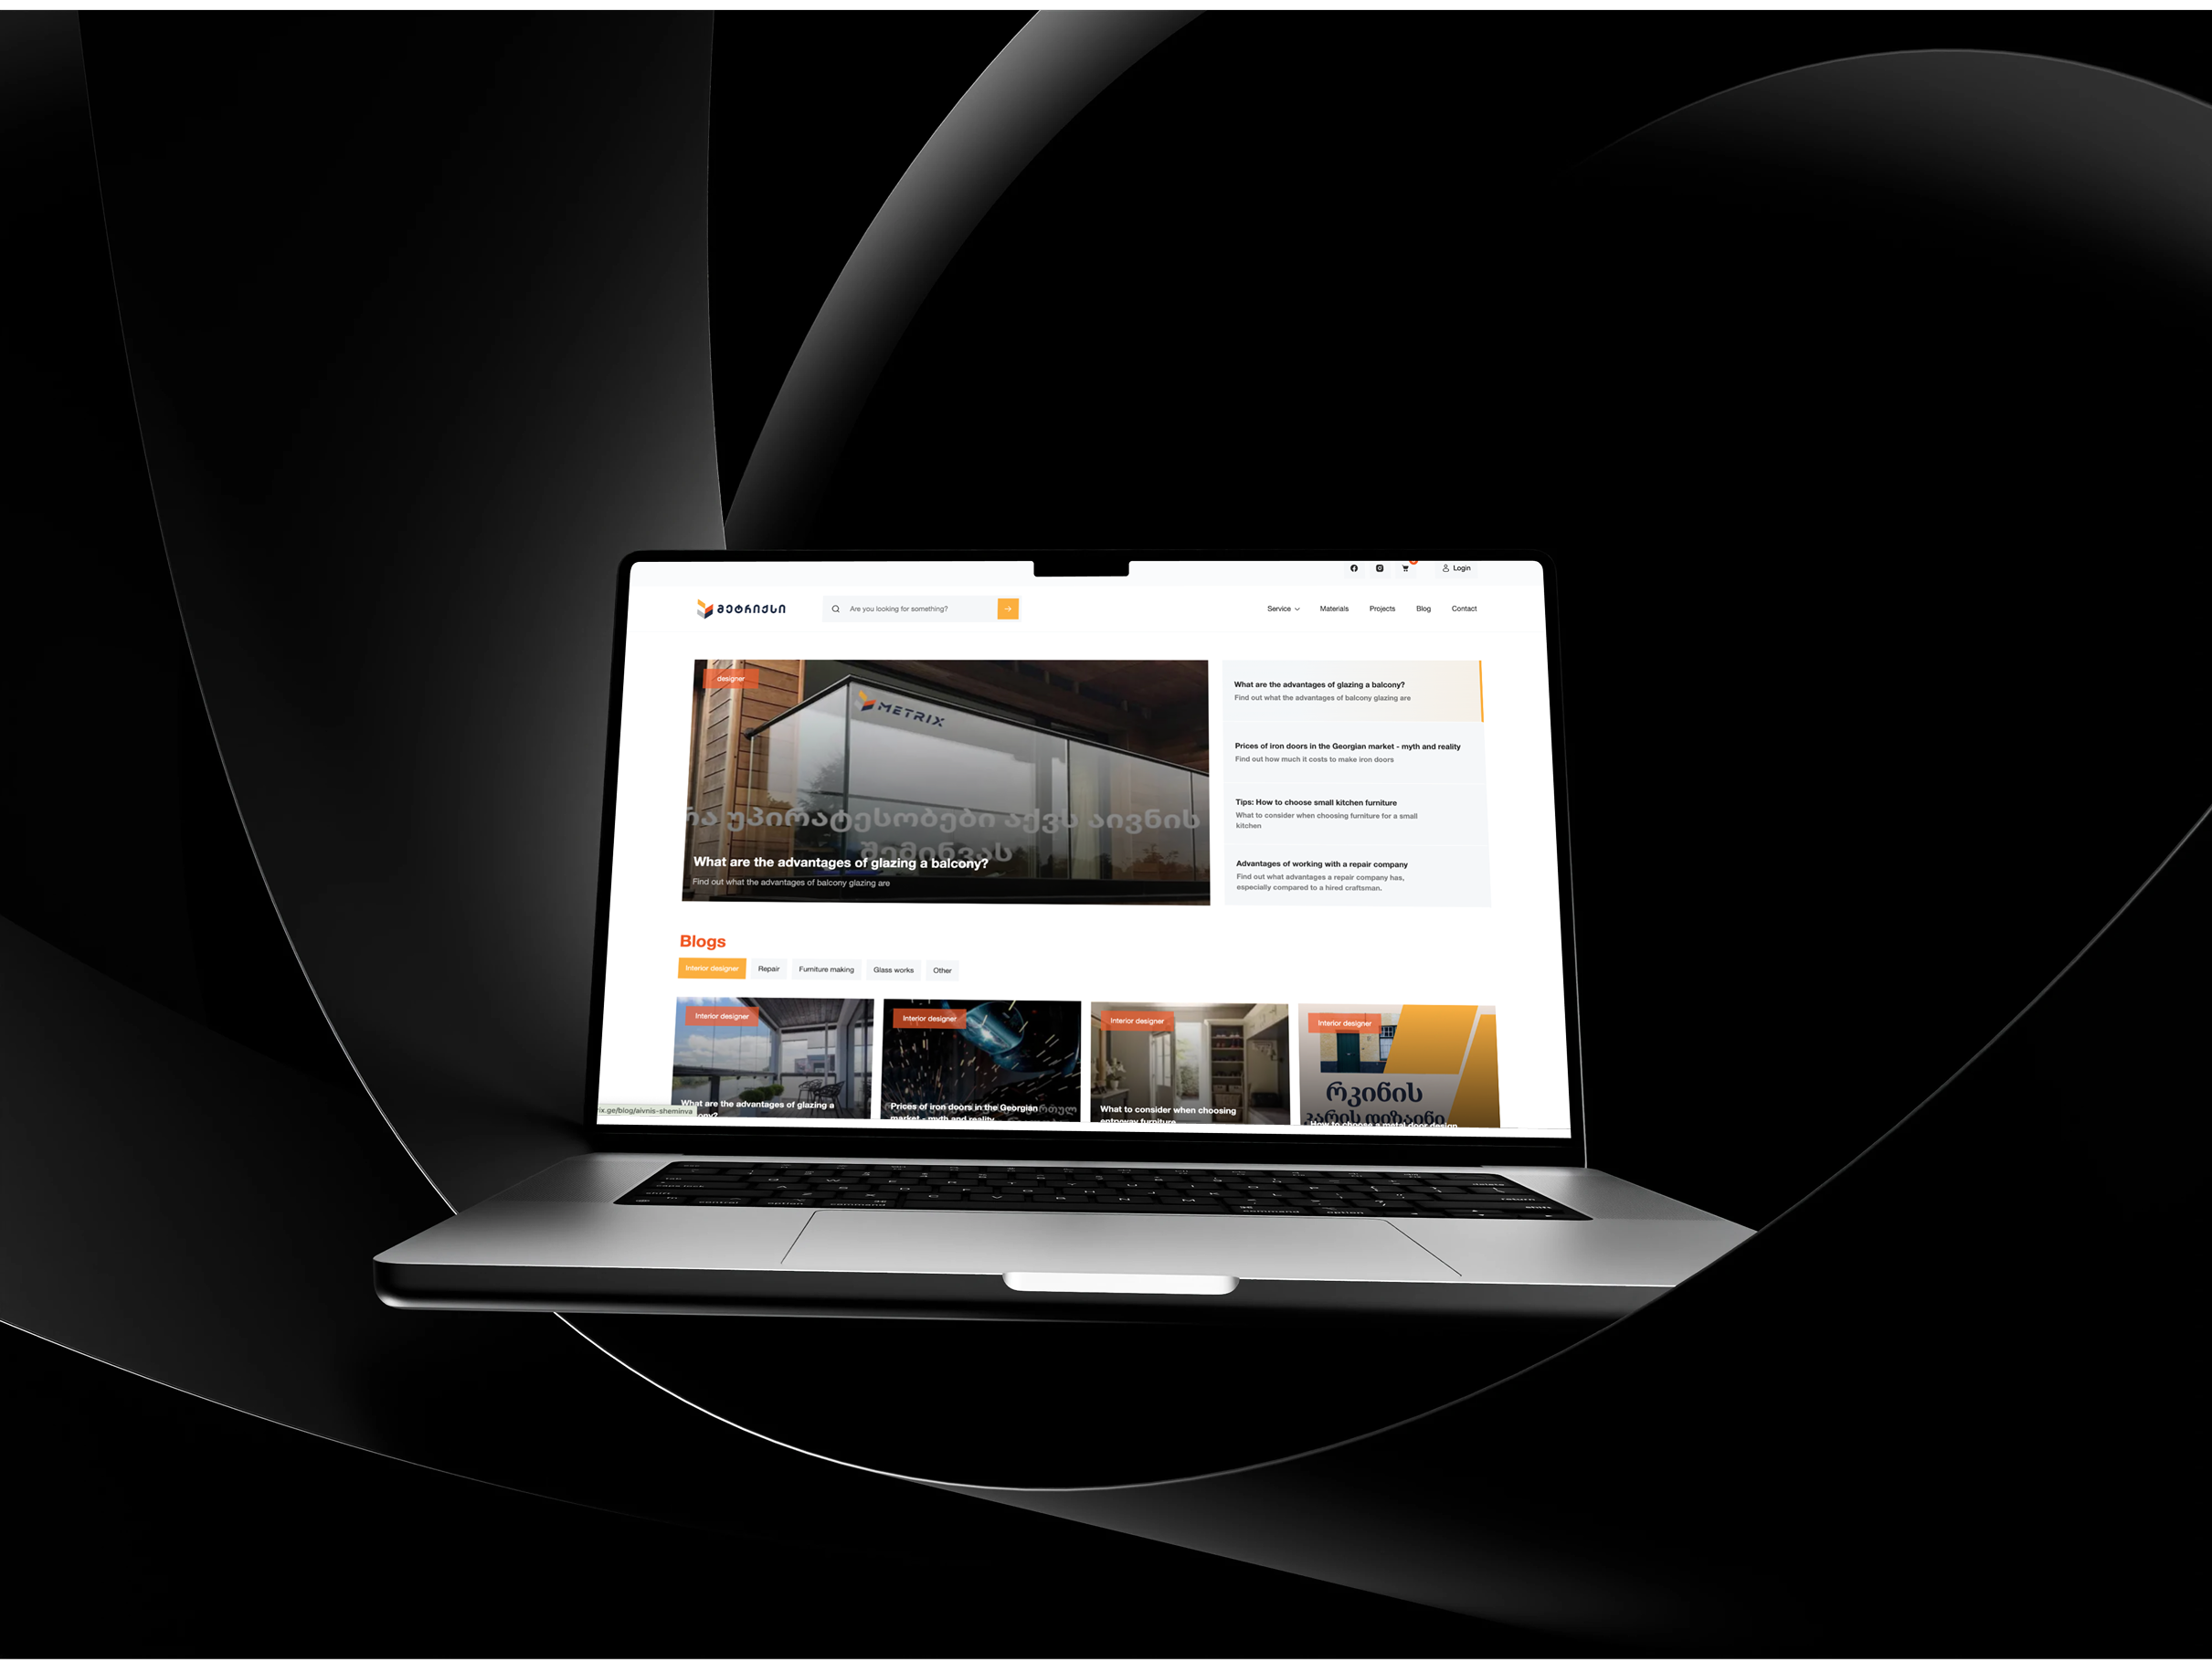 Login
მეტრიქსი
Are you looking for something?
Service
Materials
Projects
Blog
Contact
designer
METRIX
რა უპირატესობები აქვს აივნის
შემინვას
What are the advantages of glazing a balcony?
Find out what the advantages of balcony glazing are
What are the advantages of glazing a balcony?
Find out what the advantages of balcony glazing are
Prices of iron doors in the Georgian market - myth and reality
Find out how much it costs to make iron doors
Tips: How to choose small kitchen furniture
What to consider when choosing furniture for a small
kitchen
Advantages of working with a repair company
Find out what advantages a repair company has,
especially compared to a hired craftsman.
Blogs
Interior designer
Repair
Furniture making
Glass works
Other
Interior designer
What are the advantages of glazing a
Interior designer
Prices of iron doors in the Georgian
market - myth and reality
Interior designer
What to consider when choosing
entryway furniture
Interior designer
რკინის
კარის დიზაინი
How to choose a metal door design
ix.ge/blog/aivnis-sheminva
control
option
command
command
option
return
shift